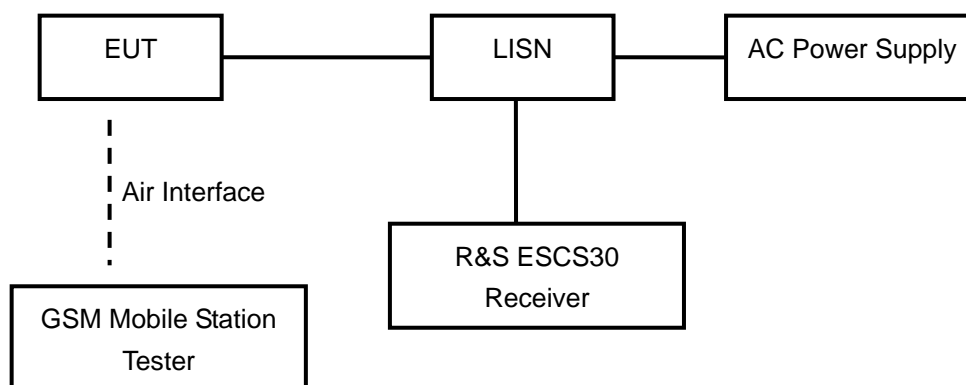 EUT
LISN
AC Power Supply
Air Interface
R&S ESCS30
Receiver
GSM Mobile Station
Tester